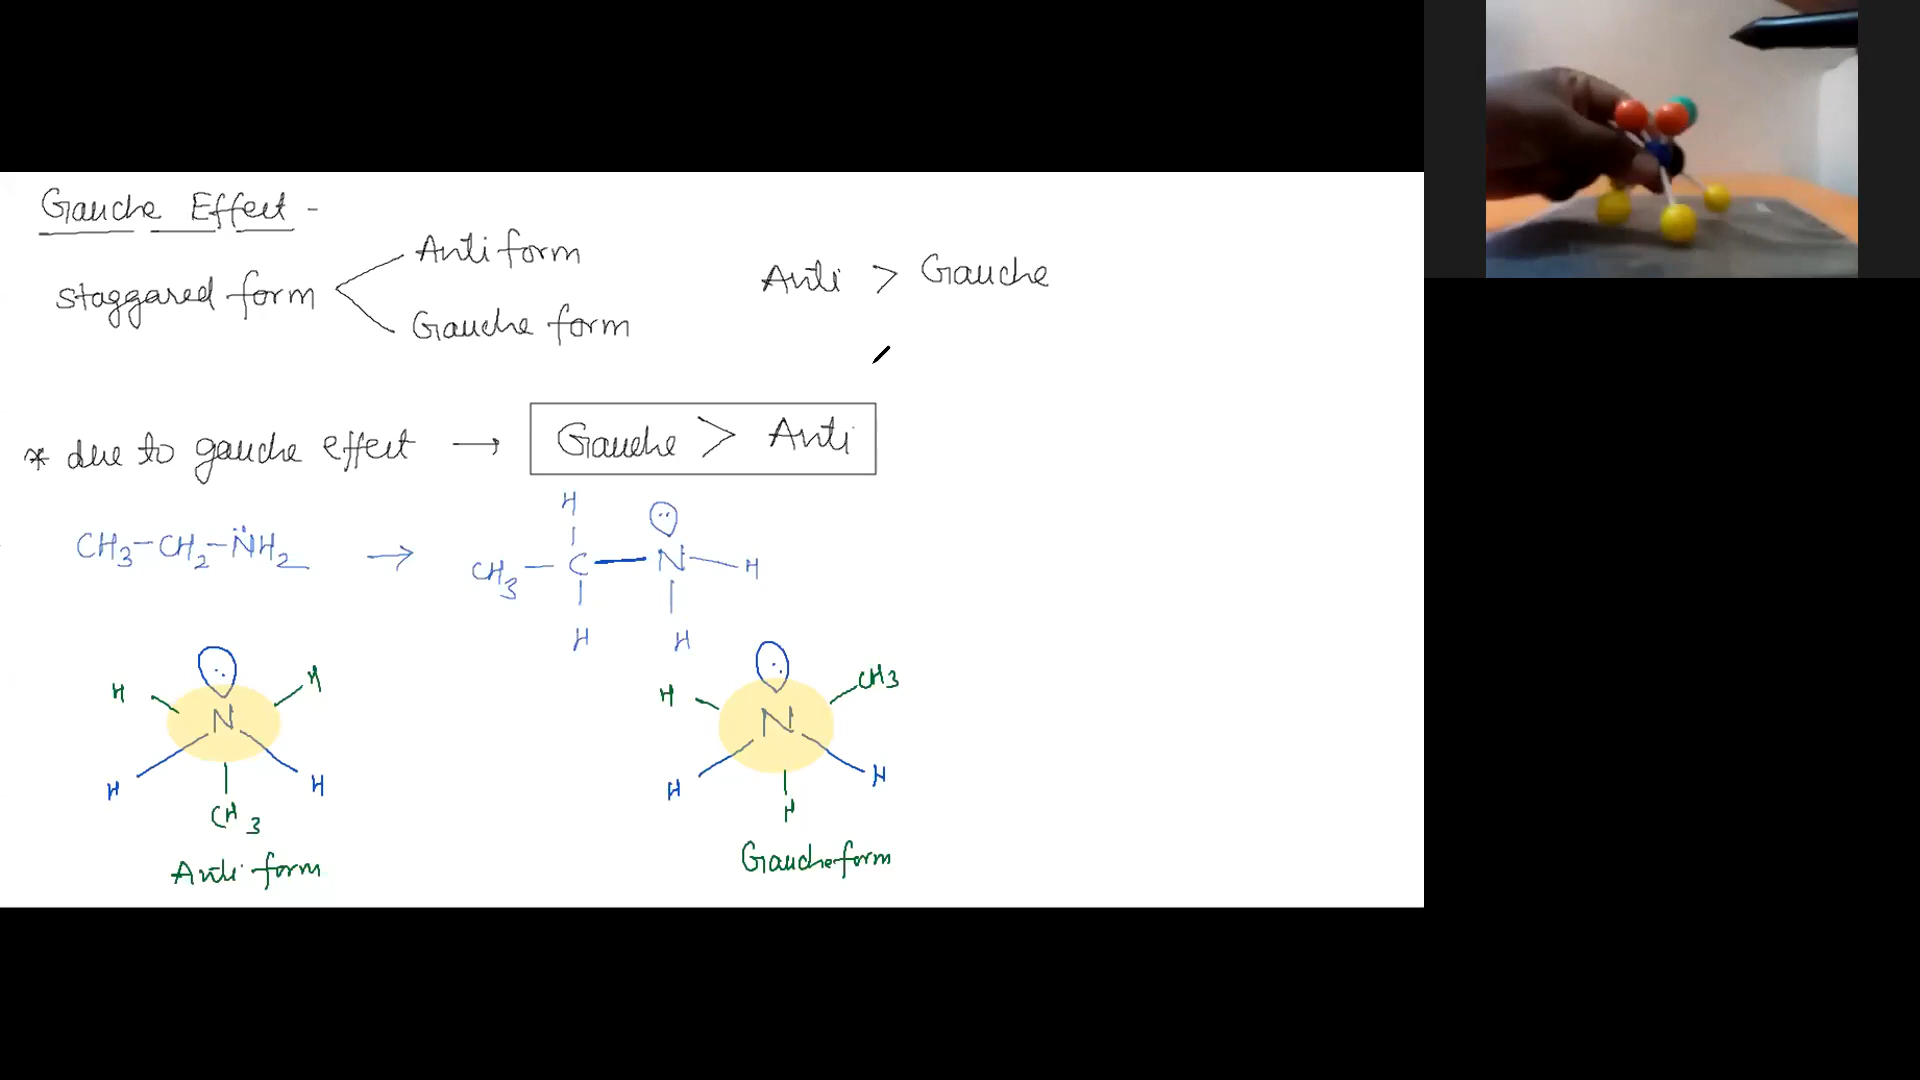 Gauche Effect -
staggared form
Anti form
Gauche form
Anti > Gauche
* due to gauche effect → Gauche > Anti
CH3-CH2-N̈H2 →
H
CH3 - C - N - H
H H
H H
N
H H
CH3
Anti form
H CH3
N
H H
H
Gauche form